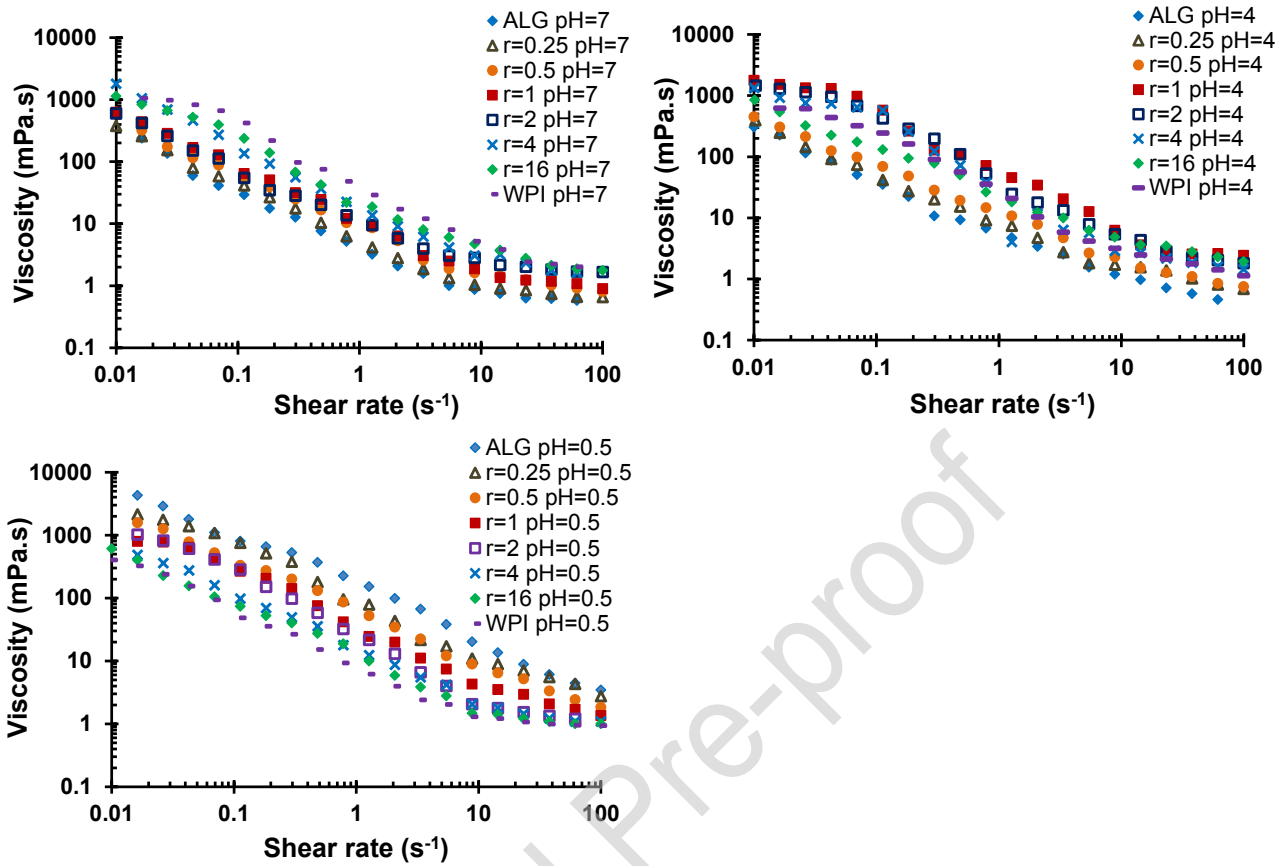 ALG pH=7
r=0.25 pH=7
r=0.5 pH=7
r=1 pH=7
r=2 pH=7
r=4 pH=7
r=16 pH=7
WPI pH=7
10000
1000
100
10
1
0.1
0.01 0.1 1 10 100
Viscosity (mPa.s)
Shear rate (s-1)
ALG pH=4
r=0.25 pH=4
r=0.5 pH=4
r=1 pH=4
r=2 pH=4
r=4 pH=4
r=16 pH=4
WPI pH=4
10000
1000
100
10
1
0.1
0.01 0.1 1 10 100
Viscosity (mPa.s)
Shear rate (s-1)
ALG pH=0.5
r=0.25 pH=0.5
r=0.5 pH=0.5
r=1 pH=0.5
r=2 pH=0.5
r=4 pH=0.5
r=16 pH=0.5
WPI pH=0.5
10000
1000
100
10
1
0.1
0.01 0.1 1 10 100
Viscosity (mPa.s)
Shear rate (s-1)
Pre-proof